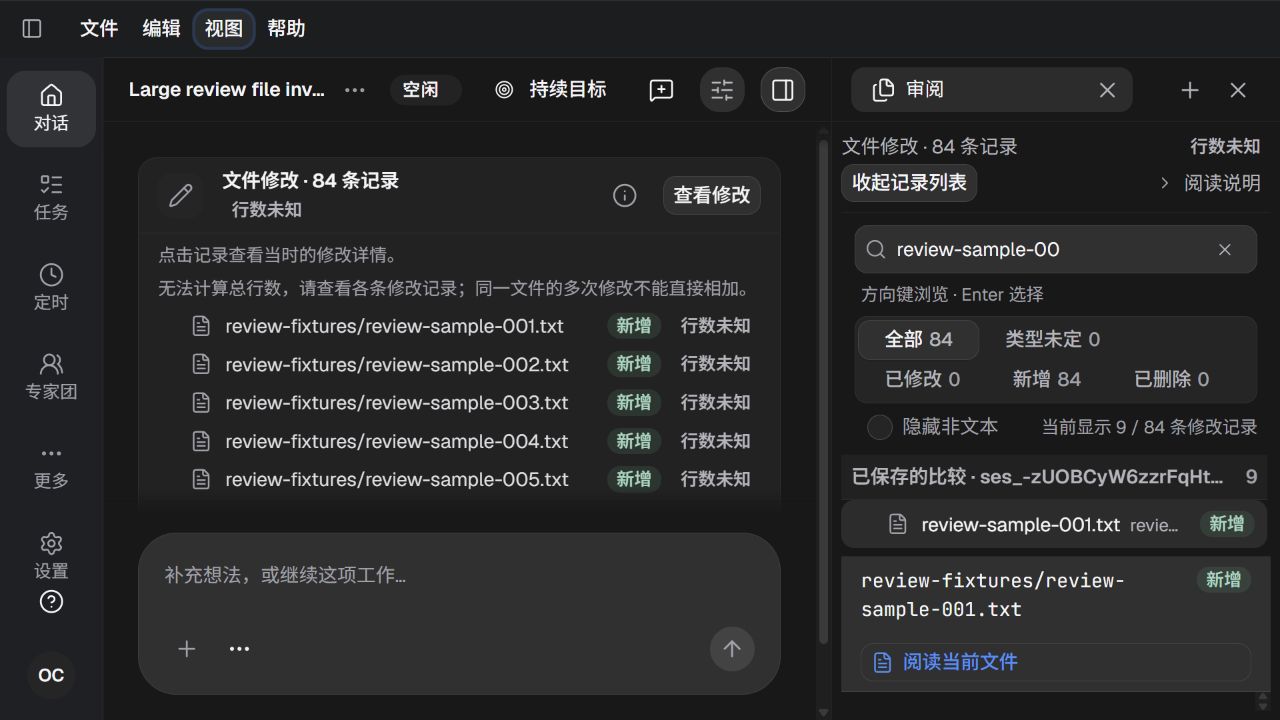 文件 编辑 视图 帮助
对话
任务
定时
专家团
更多
设置
OC
Large review file inv... 空闲 持续目标
文件修改 · 84 条记录
行数未知
查看修改
点击记录查看当时的修改详情。
无法计算总行数，请查看各条修改记录；同一文件的多次修改不能直接相加。
review-fixtures/review-sample-001.txt 新增 行数未知
review-fixtures/review-sample-002.txt 新增 行数未知
review-fixtures/review-sample-003.txt 新增 行数未知
review-fixtures/review-sample-004.txt 新增 行数未知
review-fixtures/review-sample-005.txt 新增 行数未知
补充想法，或继续这项工作...
审阅
文件修改 · 84 条记录 行数未知
收起记录列表 阅读说明
review-sample-00
方向键浏览 · Enter 选择
全部 84 类型未定 0
已修改 0 新增 84 已删除 0
隐藏非文本 当前显示 9 / 84 条修改记录
已保存的比较 · ses_-zUOBCyW6zzrFqHt... 9
review-sample-001.txt revie... 新增
review-fixtures/review- 新增
sample-001.txt
阅读当前文件